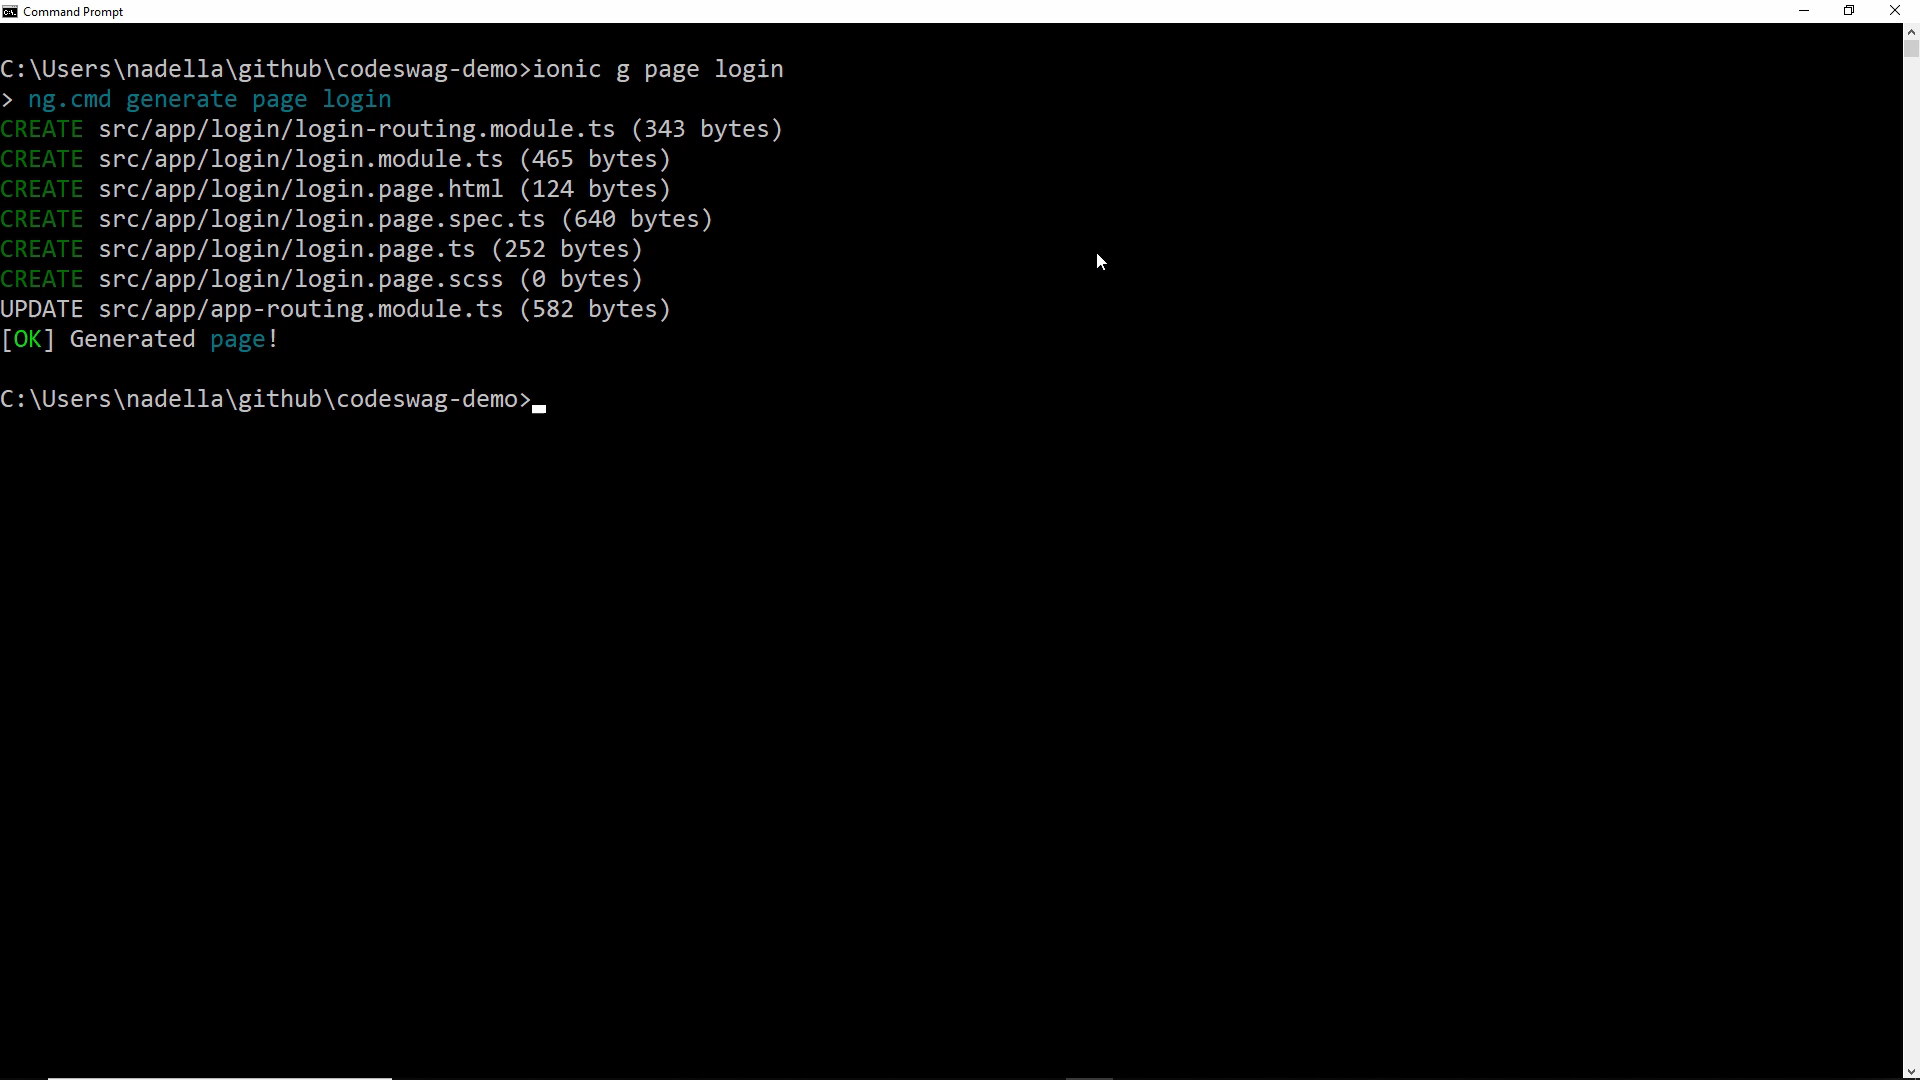 Command Prompt
C:\Users\nadella\github\codeswag-demo>ionic g page login
> ng.cmd generate page login
CREATE src/app/login/login-routing.module.ts (343 bytes)
CREATE src/app/login/login.module.ts (465 bytes)
CREATE src/app/login/login.page.html (124 bytes)
CREATE src/app/login/login.page.spec.ts (640 bytes)
CREATE src/app/login/login.page.ts (252 bytes)
CREATE src/app/login/login.page.scss (0 bytes)
UPDATE src/app/app-routing.module.ts (582 bytes)
[OK] Generated page!
C:\Users\nadella\github\codeswag-demo>